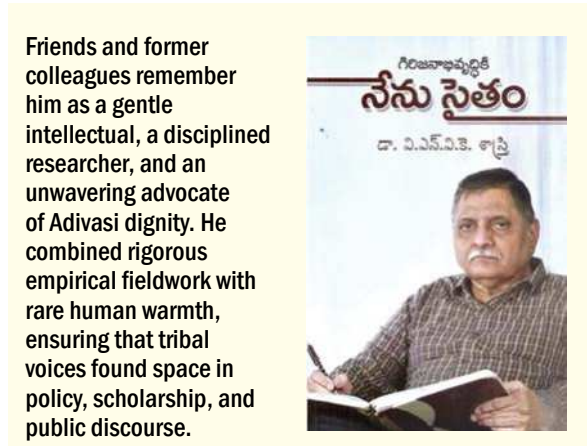 Friends and former
colleagues remember
him as a gentle
intellectual, a disciplined
researcher, and an
unwavering advocate
of Adivasi dignity. He
combined rigorous
empirical fieldwork with
rare human warmth,
ensuring that tribal
voices found space in
policy, scholarship, and
public discourse.
గిరిజనాభివృద్ధికి
నేను సైతం
డా. వి.ఎన్.వి.కె. శాస్త్రి